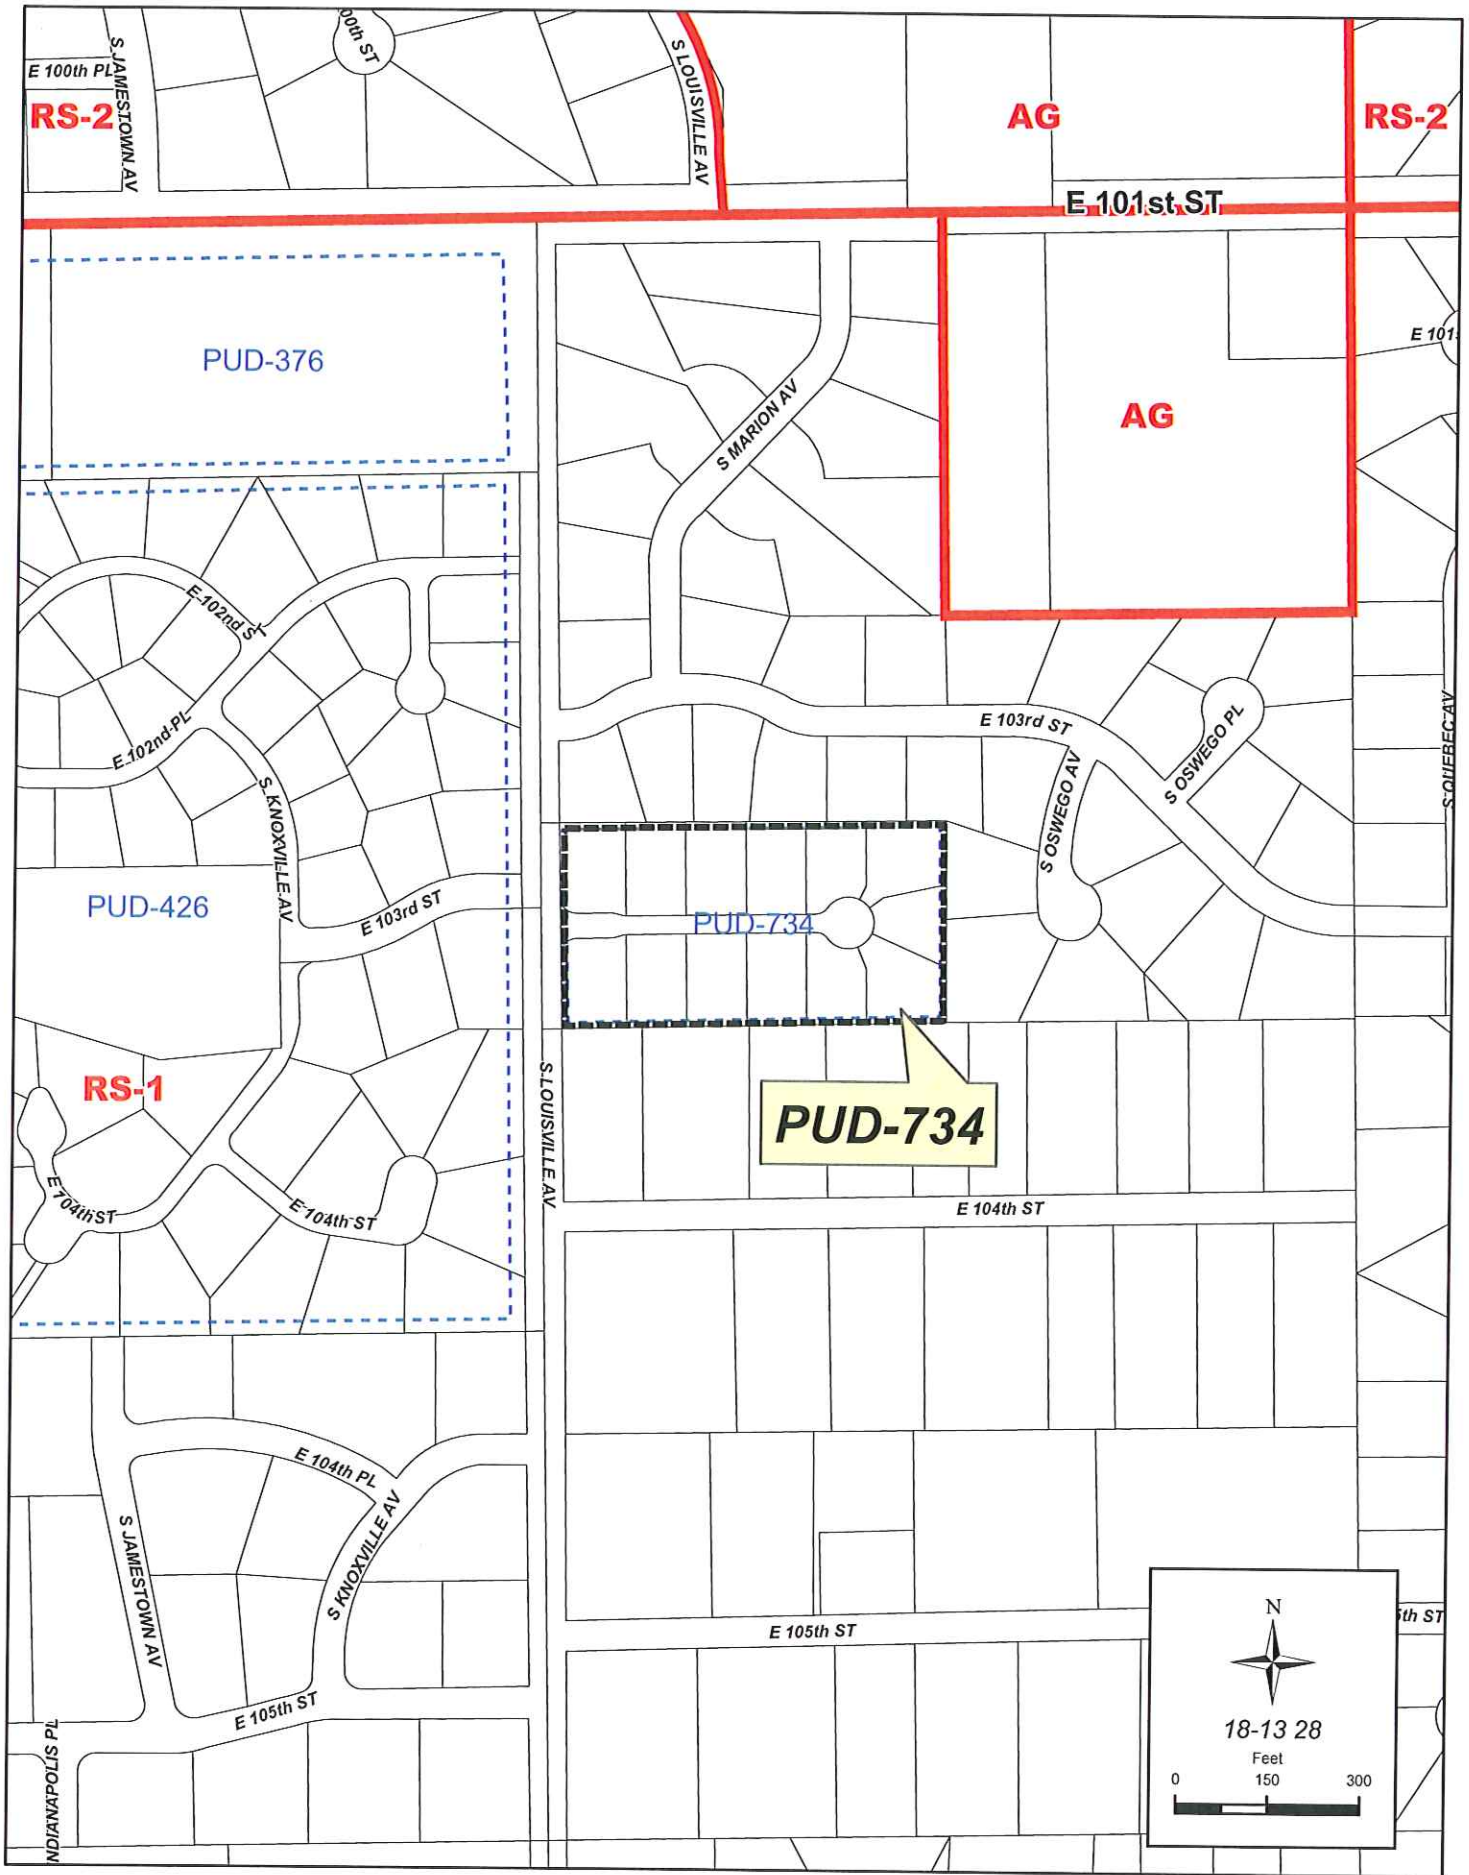 00th ST
E 100th PL
S JAMESTOWN AV
S LOUISVILLE AV
RS-2
AG
RS-2
E 101st ST
PUD-376
E 101s
S MARION AV
AG
E 102nd ST
E 102nd PL
E 103rd ST
S OSWEGO PL
S QUEBEC AV
S KNOXVILLE AV
S OSWEGO AV
PUD-426
E 103rd ST
PUD-734
RS-1
S LOUISVILLE AV
PUD-734
E 104th ST
E 104th ST
E 104th ST
E 104th PL
S KNOXVILLE AV
S JAMESTOWN AV
E 105th ST
5th ST
E 105th ST
NDIANAPOLIS PL
N
18-13 28
Feet
0 150 300